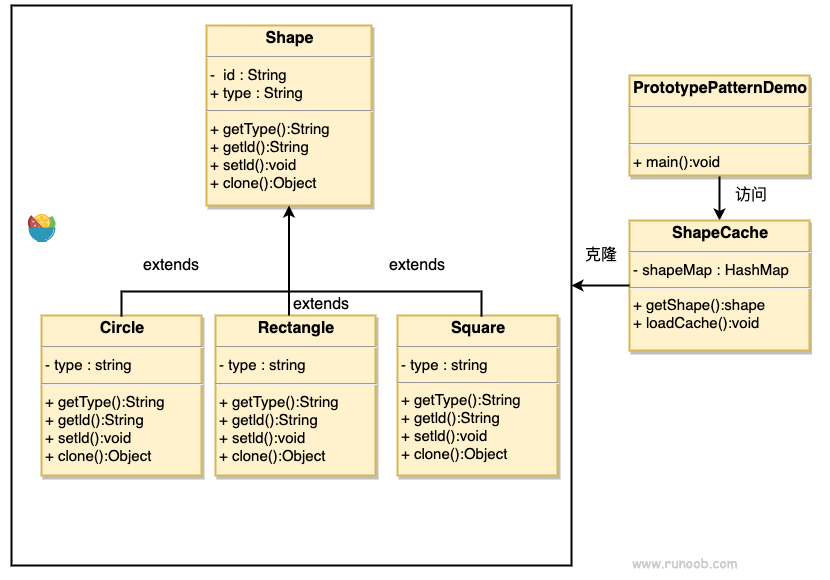 Shape
- id : String
+ type : String
+ getType():String
+ getId():String
+ setId():void
+ clone():Object
PrototypePatternDemo
+ main():void
访问
ShapeCache
- shapeMap : HashMap
+ getShape():shape
+ loadCache():void
克隆
extends
extends
extends
Circle
- type : string
+ getType():String
+ getId():String
+ setId():void
+ clone():Object
Rectangle
- type : string
+ getType():String
+ getId():String
+ setId():void
+ clone():Object
Square
- type : string
+ getType():String
+ getId():String
+ setId():void
+ clone():Object
www.runoob.com